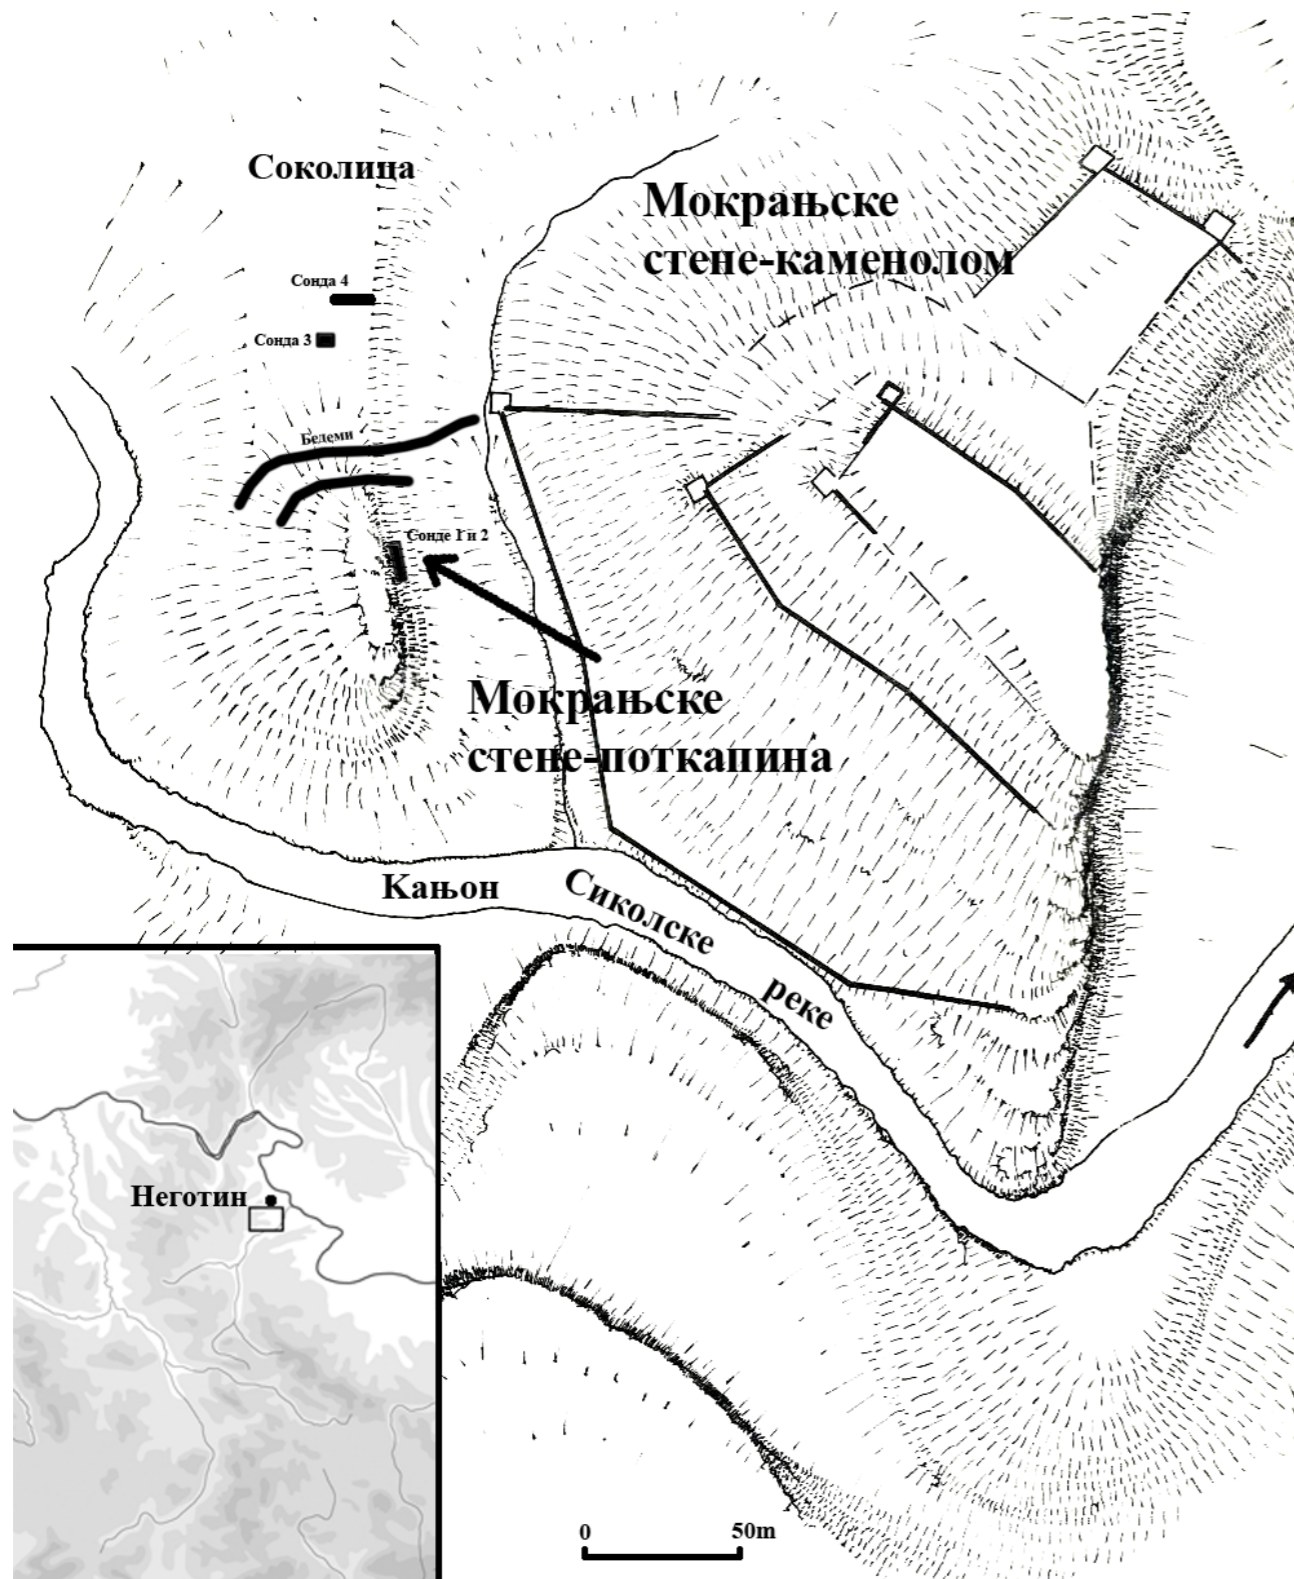 Соколица
Мокрањске
стене-каменолом
Сонда 4
Сонда 3
Бедеми
Сонде 1 и 2
Мокрањске
стене-поткапина
Кањон Сиколске реке
Неготин
0 50m